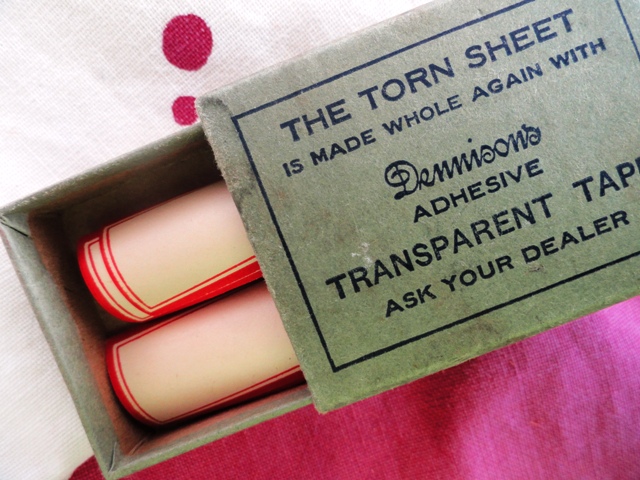 THE TORN SHEET
IS MADE WHOLE AGAIN WITH
Dennison's
ADHESIVE
TRANSPARENT TAP
ASK YOUR DEALER